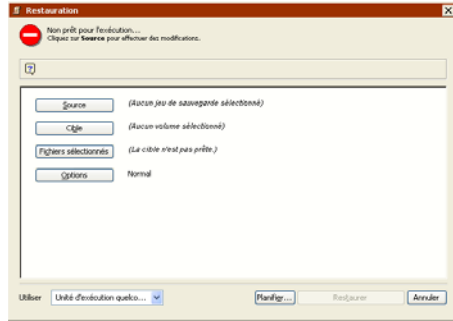 Restauration
Non prêt pour l'exécution...
Cliquez sur Source pour effectuer des modifications.
Source (Aucun jeu de sauvegarde sélectionné)
Cible (Aucun volume sélectionné)
Fichiers sélectionnés (La cible n'est pas prête.)
Options Normal
Utiliser Unité d'exécution quelco... Planifier... Restaurer Annuler